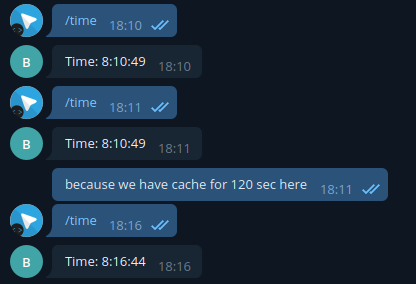 /time 18:10
B Time: 8:10:49 18:10
/time 18:11
B Time: 8:10:49 18:11
because we have cache for 120 sec here 18:11
/time 18:16
B Time: 8:16:44 18:16